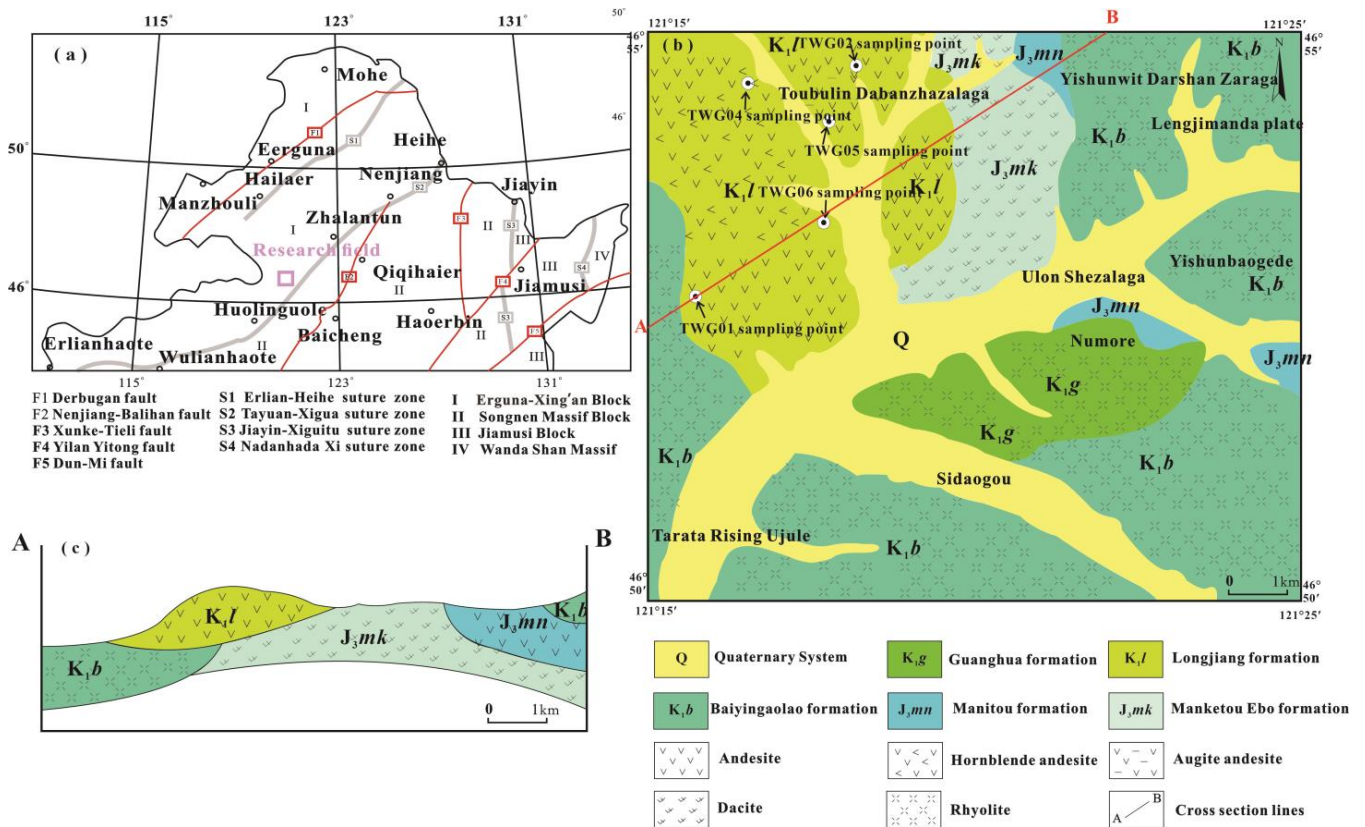 115° 123° 131° 50°
46°
( a )
Mohe
I
F1
S1
Heihe
50°
Eerguna
Hailaer
Nenjiang
S2
Jiayin
Manzhouli
Zhalantun
F3
II
S3
III
I
Research field
IV
F2
Qiqihaier
III
S4
46°
II
F4
Jiamusi
Huolinguole
Haoerbin
II
S3
F5
Erlianhaote
II
Baicheng
III
Wulianhaote
115° 123° 131°
F1 Derbugan fault
F2 Nenjiang-Balihan fault
F3 Xunke-Tieli fault
F4 Yilan Yitong fault
F5 Dun-Mi fault
S1 Erlian-Heihe suture zone
S2 Tayuan-Xigua suture zone
S3 Jiayin-Xiguitu suture zone
S4 Nadanhada Xi suture zone
I Erguna-Xing'an Block
II Songnen Massif Block
III Jiamusi Block
IV Wanda Shan Massif
121°15′ B 121°25′
46°
55′
46°
55′
( b )
K₁l
TWG02 sampling point
J₃mk
J₃mn
K₁b
N
Yishunwit Darshan Zaraga
Toubulin Dabanzhazalaga
TWG04 sampling point
K₁b
Lengjimanda plate
TWG05 sampling point
J₃mk
K₁l
TWG06 sampling point
K₁l
Yishunbaogede
Ulon Shezalaga
K₁b
A
TWG01 sampling point
J₃mn
Q
Numore
J₃mn
K₁g
K₁g
K₁b
K₁b
Sidaogou
Tarata Rising Ujule
K₁b
46°
50′
0 1km
46°
50′
121°15′ 121°25′
A ( c ) B
K₁l
K₁b
J₃mk
J₃mn
K₁b
0 1km
Q Quaternary System
K₁g Guanghua formation
K₁l Longjiang formation
K₁b Baiyingaolao formation
J₃mn Manitou formation
J₃mk Manketou Ebo formation
Andesite
Hornblende andesite
Augite andesite
Dacite
Rhyolite
A B Cross section lines